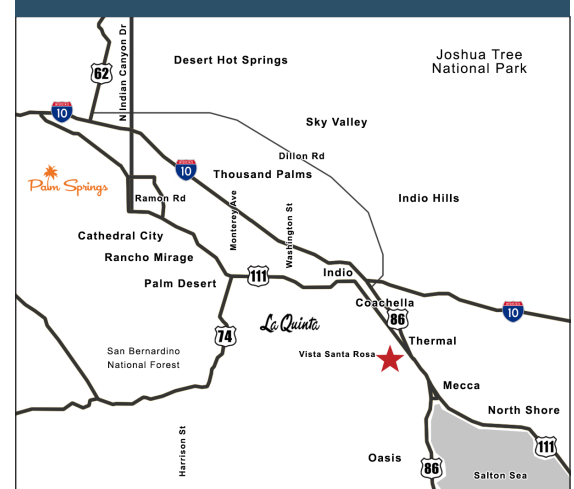 N Indian Canyon Dr
Desert Hot Springs
Joshua Tree
National Park
62
10
Sky Valley
Dillon Rd
10
Thousand Palms
Palm Springs
Ramon Rd
Monterey Ave
Indio Hills
Washington St
Cathedral City
Rancho Mirage
Indio
111
Palm Desert
Coachella
10
86
La Quinta
74
Thermal
San Bernardino
National Forest
Vista Santa Rosa
Mecca
North Shore
Harrison St
111
Oasis
86
Salton Sea